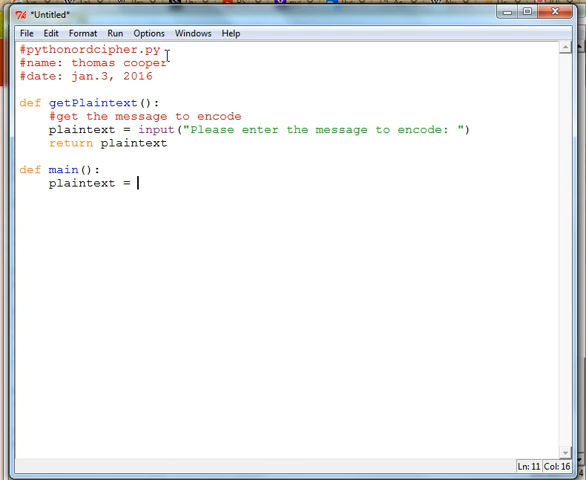 *Untitled*
File Edit Format Run Options Windows Help
#pythonordcipher.py
#name: thomas cooper
#date: jan.3, 2016
def getPlaintext():
#get the message to encode
plaintext = input("Please enter the message to encode: ")
return plaintext
def main():
plaintext =
Ln: 11 Col: 16